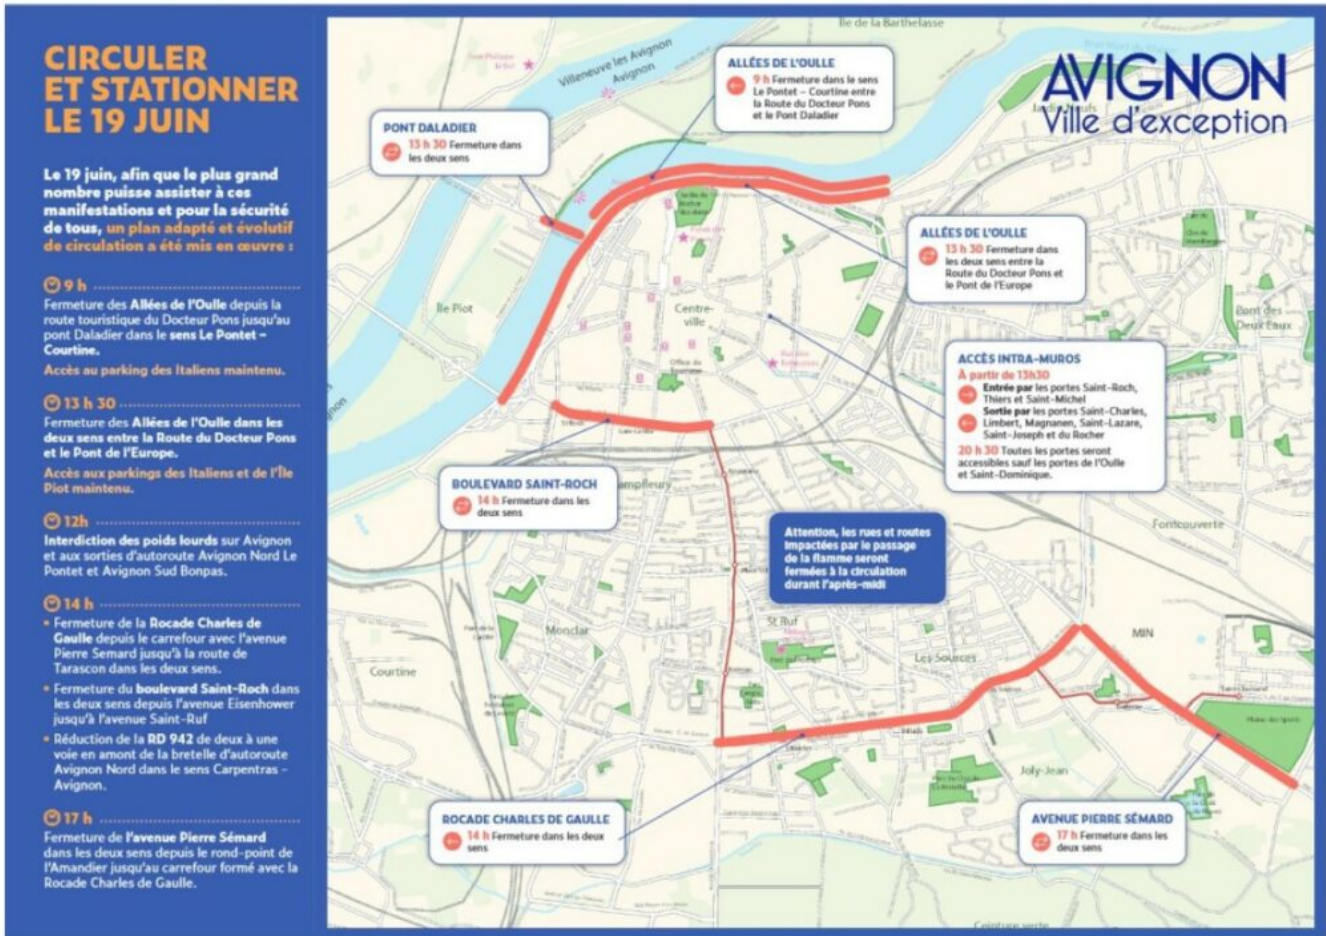 CIRCULER
ET STATIONNER
LE 19 JUIN
Le 19 juin, afin que le plus grand
nombre puisse assister à ces
manifestations et pour la sécurité
de tous, un plan adapté et évolutif
de circulation a été mis en œuvre :
9 h
Fermeture des Allées de l'Oulle depuis la
route touristique du Docteur Pons jusqu'au
pont Daladier dans le sens Le Pontet –
Courtine.
Accès au parking des Italiens maintenu.
13 h 30
Fermeture des Allées de l'Oulle dans les
deux sens entre la Route du Docteur Pons
et le Pont de l'Europe.
Accès aux parkings des Italiens et de l'Île
Piot maintenu.
12h
Interdiction des poids lourds sur Avignon
et aux sorties d'autoroute Avignon Nord Le
Pontet et Avignon Sud Bonpas.
14 h
• Fermeture de la Rocade Charles de
Gaulle depuis le carrefour avec l'avenue
Pierre Semard jusqu'à la route de
Tarascon dans les deux sens.
• Fermeture du boulevard Saint-Roch dans
les deux sens depuis l'avenue Eisenhower
jusqu'à l'avenue Saint-Ruf
• Réduction de la RD 942 de deux à une
voie en amont de la bretelle d'autoroute
Avignon Nord dans le sens Carpentras –
Avignon.
17 h
Fermeture de l'avenue Pierre Sémard
dans les deux sens depuis le rond-point de
l'Amandier jusqu'au carrefour formé avec la
Rocade Charles de Gaulle.
AVIGNON
Ville d'exception
Île de la Barthelasse
Villeneuve les Avignon
Avignon
ALLÉES DE L'OULLE
9 h Fermeture dans le sens
Le Pontet – Courtine entre
la Route du Docteur Pons
et le Pont Daladier
PONT DALADIER
13 h 30 Fermeture dans
les deux sens
ALLÉES DE L'OULLE
13 h 30 Fermeture dans
les deux sens entre la
Route du Docteur Pons et
le Pont de l'Europe
Île Piot
Centre-
ville
Office de
Tourisme
Pont des
Deux Eaux
ACCÈS INTRA-MUROS
À partir de 13h30
Entrée par les portes Saint-Roch,
Thiers et Saint-Michel
Sortie par les portes Saint-Charles,
Limbert, Magnanen, Saint-Lazare,
Saint-Joseph et du Rocher
20 h 30 Toutes les portes seront
accessibles sauf les portes de l'Oulle
et Saint-Dominique.
BOULEVARD SAINT-ROCH
14 h Fermeture dans les
deux sens
ampfleury
Attention, les rues et routes
impactées par le passage
de la flamme seront
fermées à la circulation
durant l'après-midi
Fontcouverte
Monclar
St Ruf
MIN
Les Sources
Courtine
Plaine des Sports
Joly-Jean
ROCADE CHARLES DE GAULLE
14 h Fermeture dans les deux
sens
AVENUE PIERRE SÉMARD
17 h Fermeture dans les
deux sens
Ceinture verte